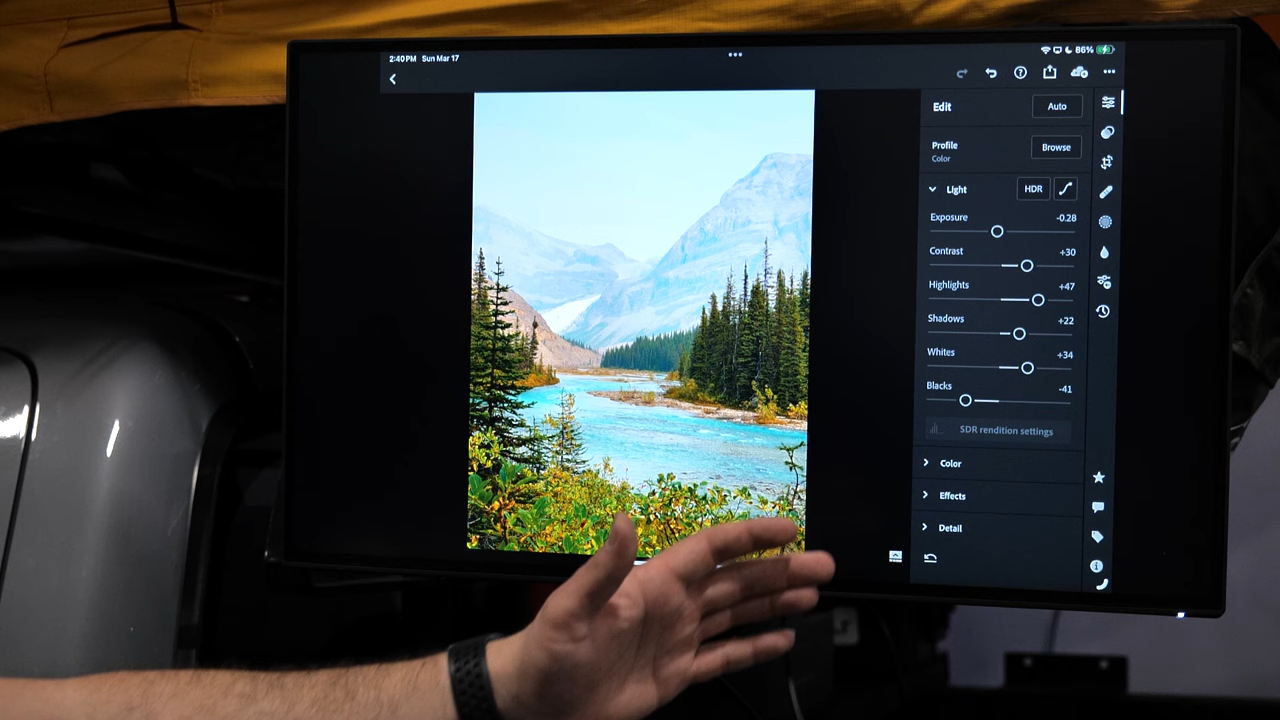 2:40 PM Sun Mar 17
86%
Edit
Auto
Profile
Color
Browse
Light
HDR
Exposure -0.28
Contrast +30
Highlights +47
Shadows +22
Whites +34
Blacks -41
SDR rendition settings
Color
Effects
Detail